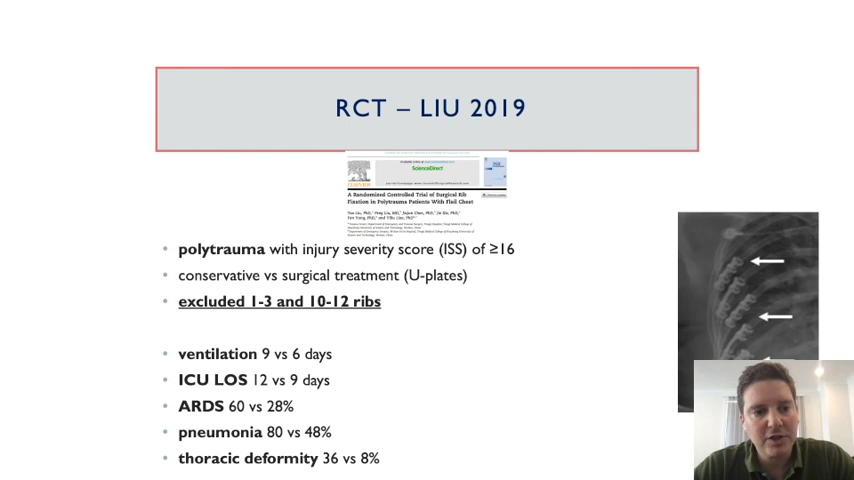 RCT – LIU 2019
ScienceDirect
A Randomized Controlled Trial of Surgical Rib
Fixation in Polytrauma Patients With Flail Chest
• polytrauma with injury severity score (ISS) of ≥16
• conservative vs surgical treatment (U-plates)
• excluded 1-3 and 10-12 ribs
• ventilation 9 vs 6 days
• ICU LOS 12 vs 9 days
• ARDS 60 vs 28%
• pneumonia 80 vs 48%
• thoracic deformity 36 vs 8%